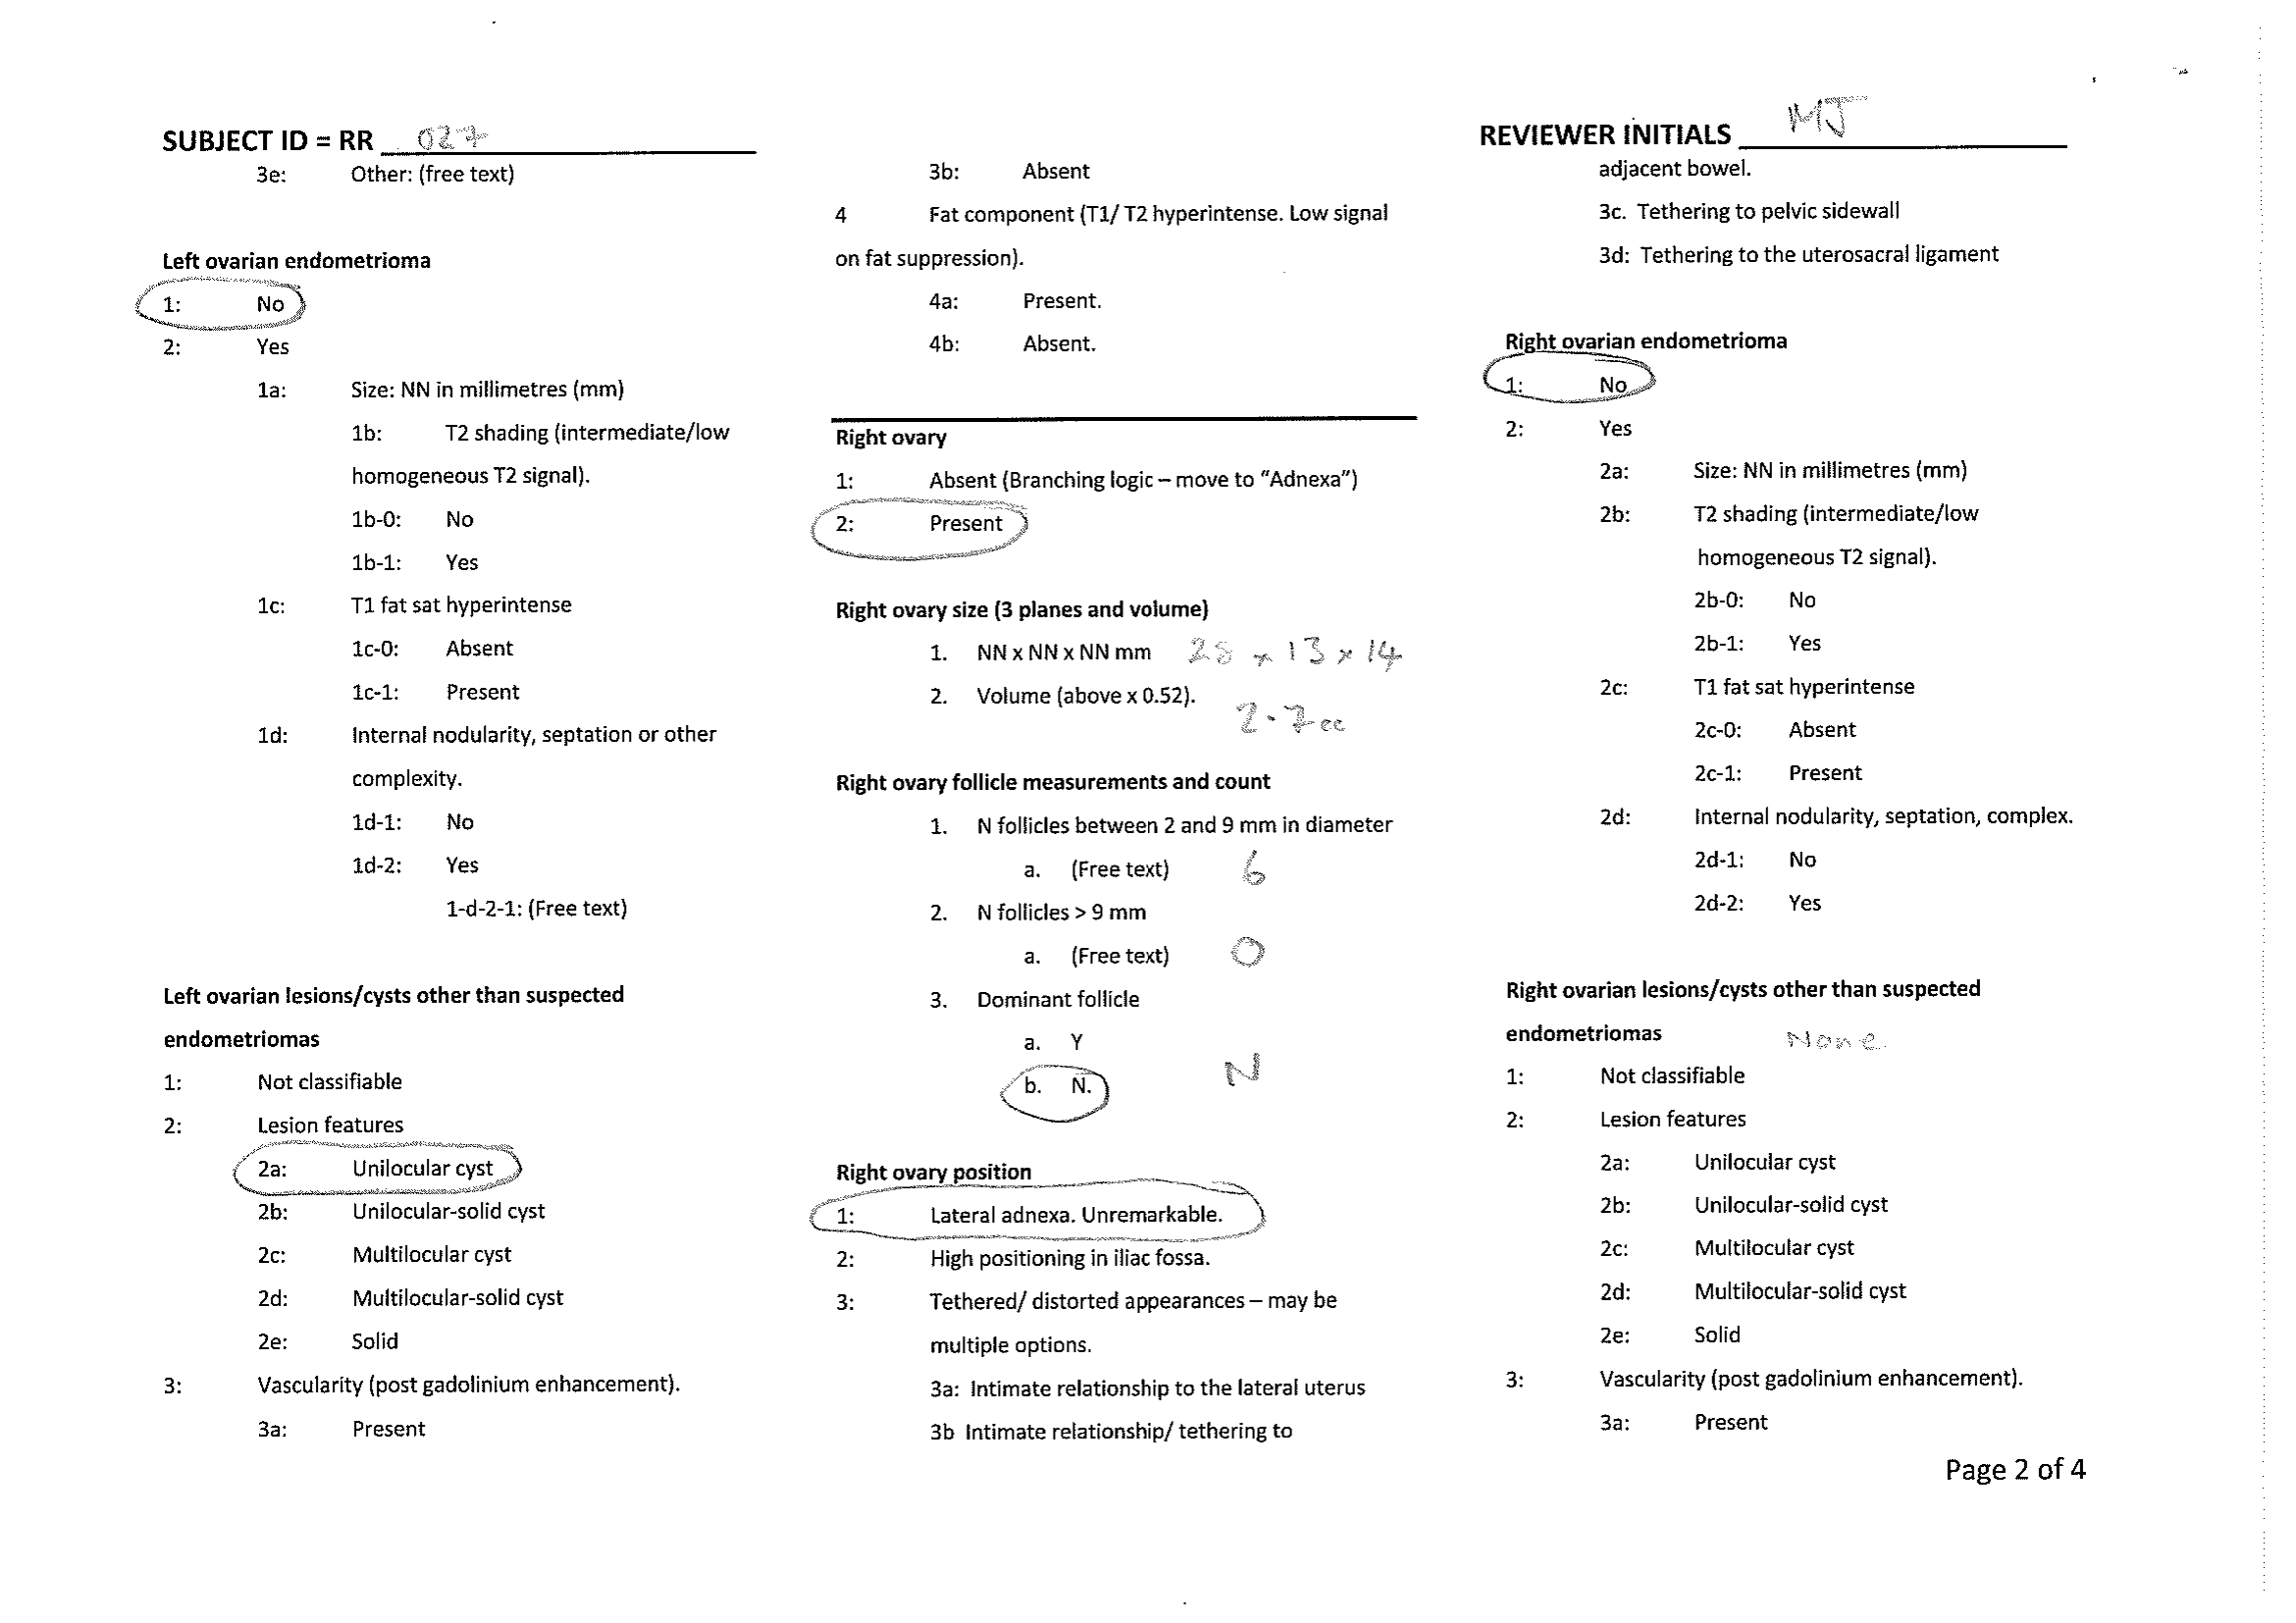 SUBJECT ID = RR 027
3e: Other: (free text)
Left ovarian endometrioma
1: No
2: Yes
1a: Size: NN in millimetres (mm)
1b: T2 shading (intermediate/low
homogeneous T2 signal).
1b-0: No
1b-1: Yes
1c: T1 fat sat hyperintense
1c-0: Absent
1c-1: Present
1d: Internal nodularity, septation or other
complexity.
1d-1: No
1d-2: Yes
1-d-2-1: (Free text)
Left ovarian lesions/cysts other than suspected
endometriomas
1: Not classifiable
2: Lesion features
2a: Unilocular cyst
2b: Unilocular-solid cyst
2c: Multilocular cyst
2d: Multilocular-solid cyst
2e: Solid
3: Vascularity (post gadolinium enhancement).
3a: Present
3b: Absent
4 Fat component (T1/ T2 hyperintense. Low signal
on fat suppression).
4a: Present.
4b: Absent.
Right ovary
1: Absent (Branching logic – move to “Adnexa”)
2: Present
Right ovary size (3 planes and volume)
1. NN x NN x NN mm 28 x 13 x 14
2. Volume (above x 0.52).
2.7cc
Right ovary follicle measurements and count
1. N follicles between 2 and 9 mm in diameter
a. (Free text) 6
2. N follicles > 9 mm
a. (Free text) 0
3. Dominant follicle
a. Y
b. N. N
Right ovary position
1: Lateral adnexa. Unremarkable.
2: High positioning in iliac fossa.
3: Tethered/ distorted appearances – may be
multiple options.
3a: Intimate relationship to the lateral uterus
3b Intimate relationship/ tethering to
REVIEWER INITIALS MJ
adjacent bowel.
3c. Tethering to pelvic sidewall
3d: Tethering to the uterosacral ligament
Right ovarian endometrioma
1: No
2: Yes
2a: Size: NN in millimetres (mm)
2b: T2 shading (intermediate/low
homogeneous T2 signal).
2b-0: No
2b-1: Yes
2c: T1 fat sat hyperintense
2c-0: Absent
2c-1: Present
2d: Internal nodularity, septation, complex.
2d-1: No
2d-2: Yes
Right ovarian lesions/cysts other than suspected
endometriomas None
1: Not classifiable
2: Lesion features
2a: Unilocular cyst
2b: Unilocular-solid cyst
2c: Multilocular cyst
2d: Multilocular-solid cyst
2e: Solid
3: Vascularity (post gadolinium enhancement).
3a: Present
Page 2 of 4